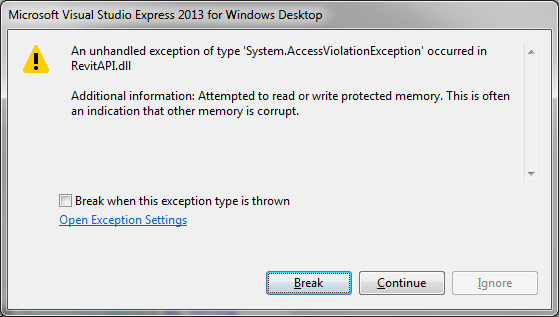 Microsoft Visual Studio Express 2013 for Windows Desktop
An unhandled exception of type 'System.AccessViolationException' occurred in
RevitAPI.dll
Additional information: Attempted to read or write protected memory. This is often
an indication that other memory is corrupt.
Break when this exception type is thrown
Open Exception Settings
Break
Continue
Ignore